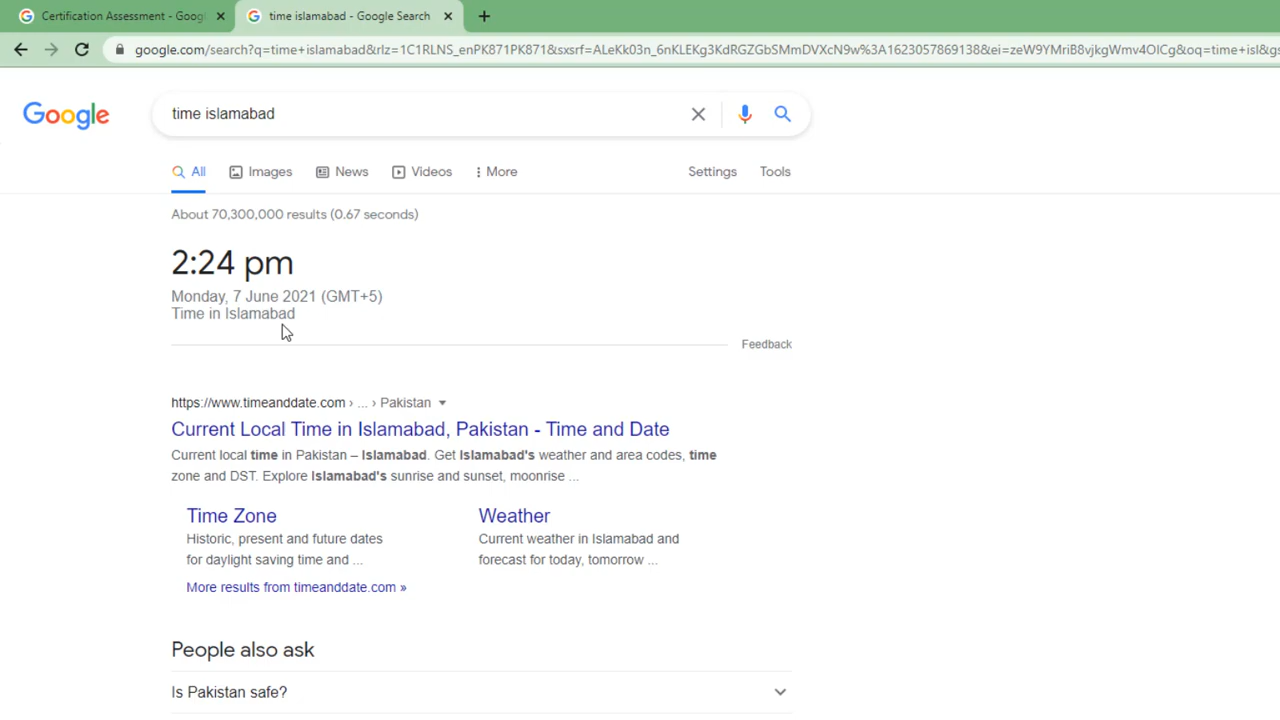 Certification Assessment - Goog
time islamabad - Google Search
google.com/search?q=time+islamabad&rlz=1C1RLNS_enPK871PK871&sxsrf=ALeKk03n_6nKLEKg3KdRGZGbSMmDVXcN9w%3A1623057869138&ei=zeW9YMriB8vjkgWmv4OICg&oq=time+isl&gs
Google
time islamabad
All
Images
News
Videos
More
Settings
Tools
About 70,300,000 results (0.67 seconds)
2:24 pm
Monday, 7 June 2021 (GMT+5)
Time in Islamabad
Feedback
https://www.timeanddate.com › ... › Pakistan
Current Local Time in Islamabad, Pakistan - Time and Date
Current local time in Pakistan – Islamabad. Get Islamabad's weather and area codes, time
zone and DST. Explore Islamabad's sunrise and sunset, moonrise ...
Time Zone
Historic, present and future dates
for daylight saving time and ...
Weather
Current weather in Islamabad and
forecast for today, tomorrow ...
More results from timeanddate.com »
People also ask
Is Pakistan safe?